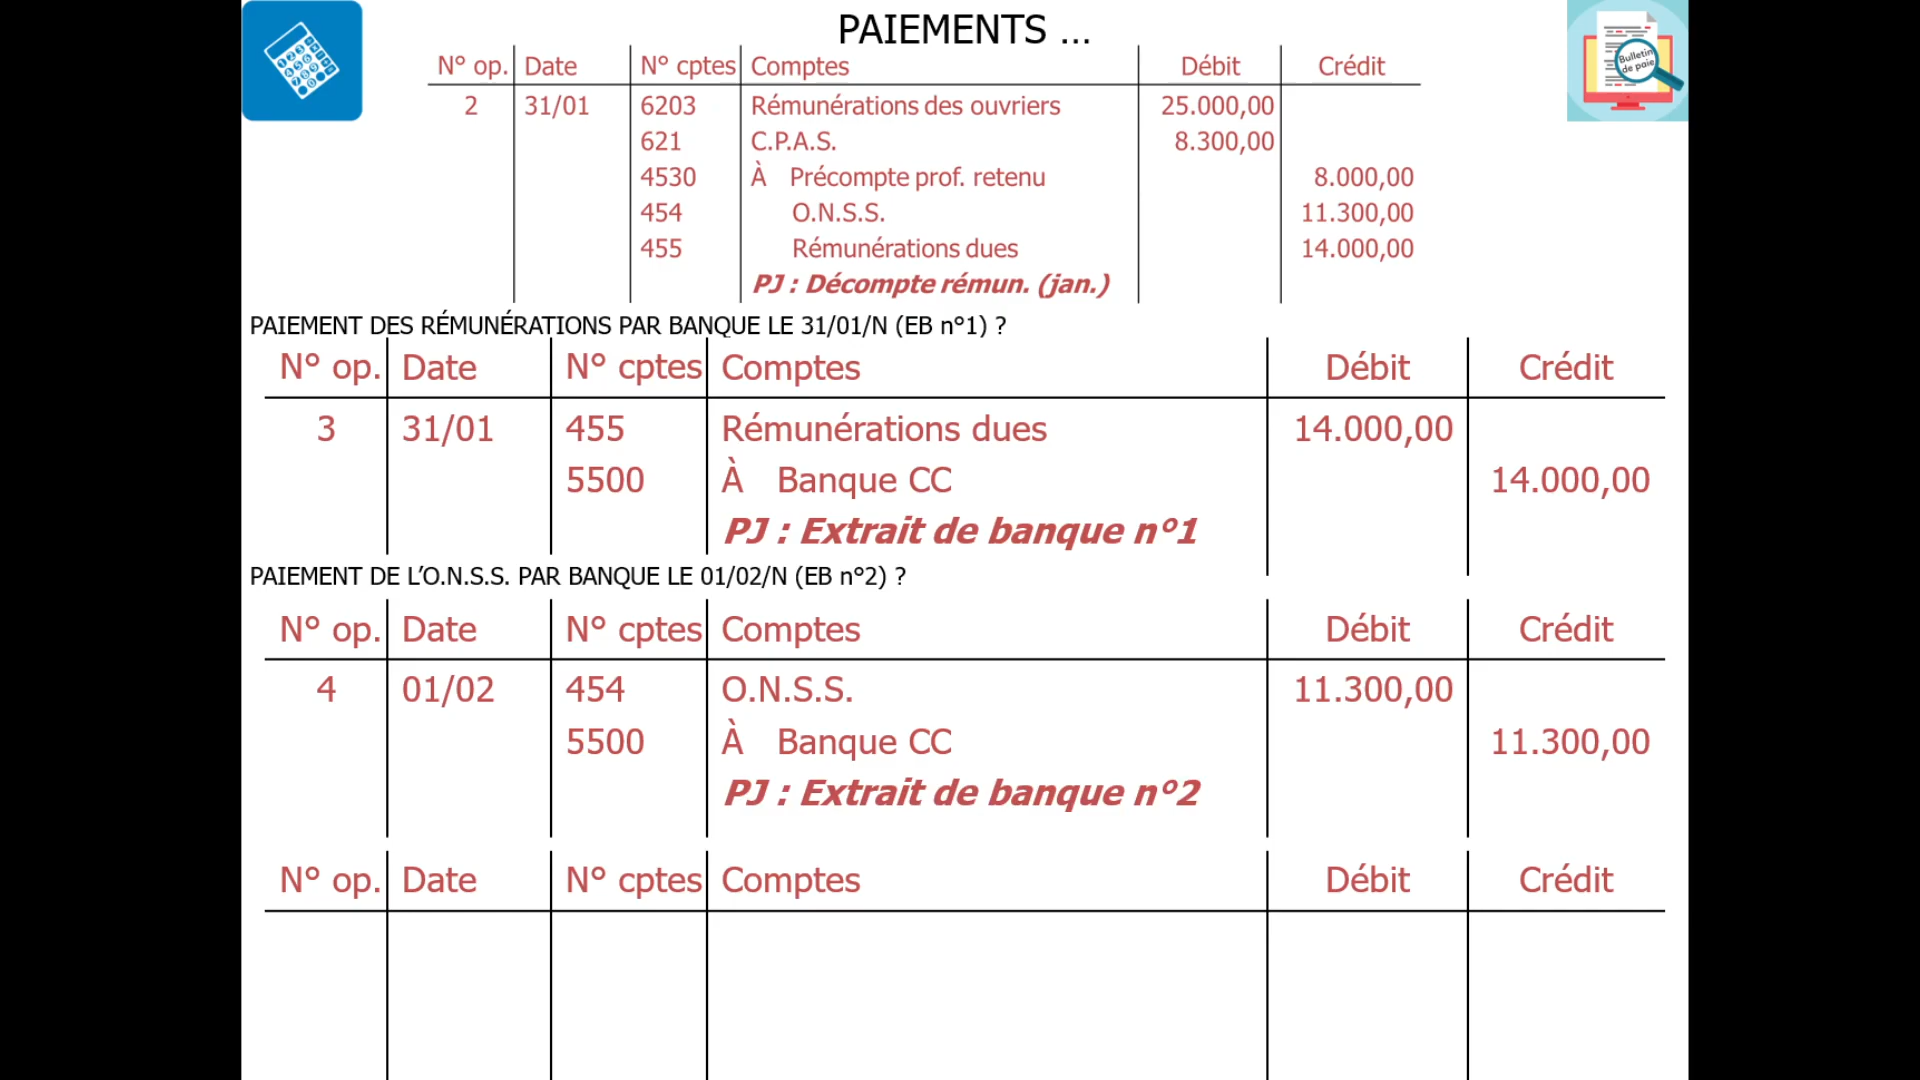 PAIEMENTS ...
Bulletin
de paie
N° op. Date N° cptes Comptes Débit Crédit
2 31/01 6203 Rémunérations des ouvriers 25.000,00
621 C.P.A.S. 8.300,00
4530 À Précompte prof. retenu 8.000,00
454 O.N.S.S. 11.300,00
455 Rémunérations dues 14.000,00
PJ : Décompte rémun. (jan.)
PAIEMENT DES RÉMUNÉRATIONS PAR BANQUE LE 31/01/N (EB n°1) ?
N° op. Date N° cptes Comptes Débit Crédit
3 31/01 455 Rémunérations dues 14.000,00
5500 À Banque CC 14.000,00
PJ : Extrait de banque n°1
PAIEMENT DE L’O.N.S.S. PAR BANQUE LE 01/02/N (EB n°2) ?
N° op. Date N° cptes Comptes Débit Crédit
4 01/02 454 O.N.S.S. 11.300,00
5500 À Banque CC 11.300,00
PJ : Extrait de banque n°2
N° op. Date N° cptes Comptes Débit Crédit